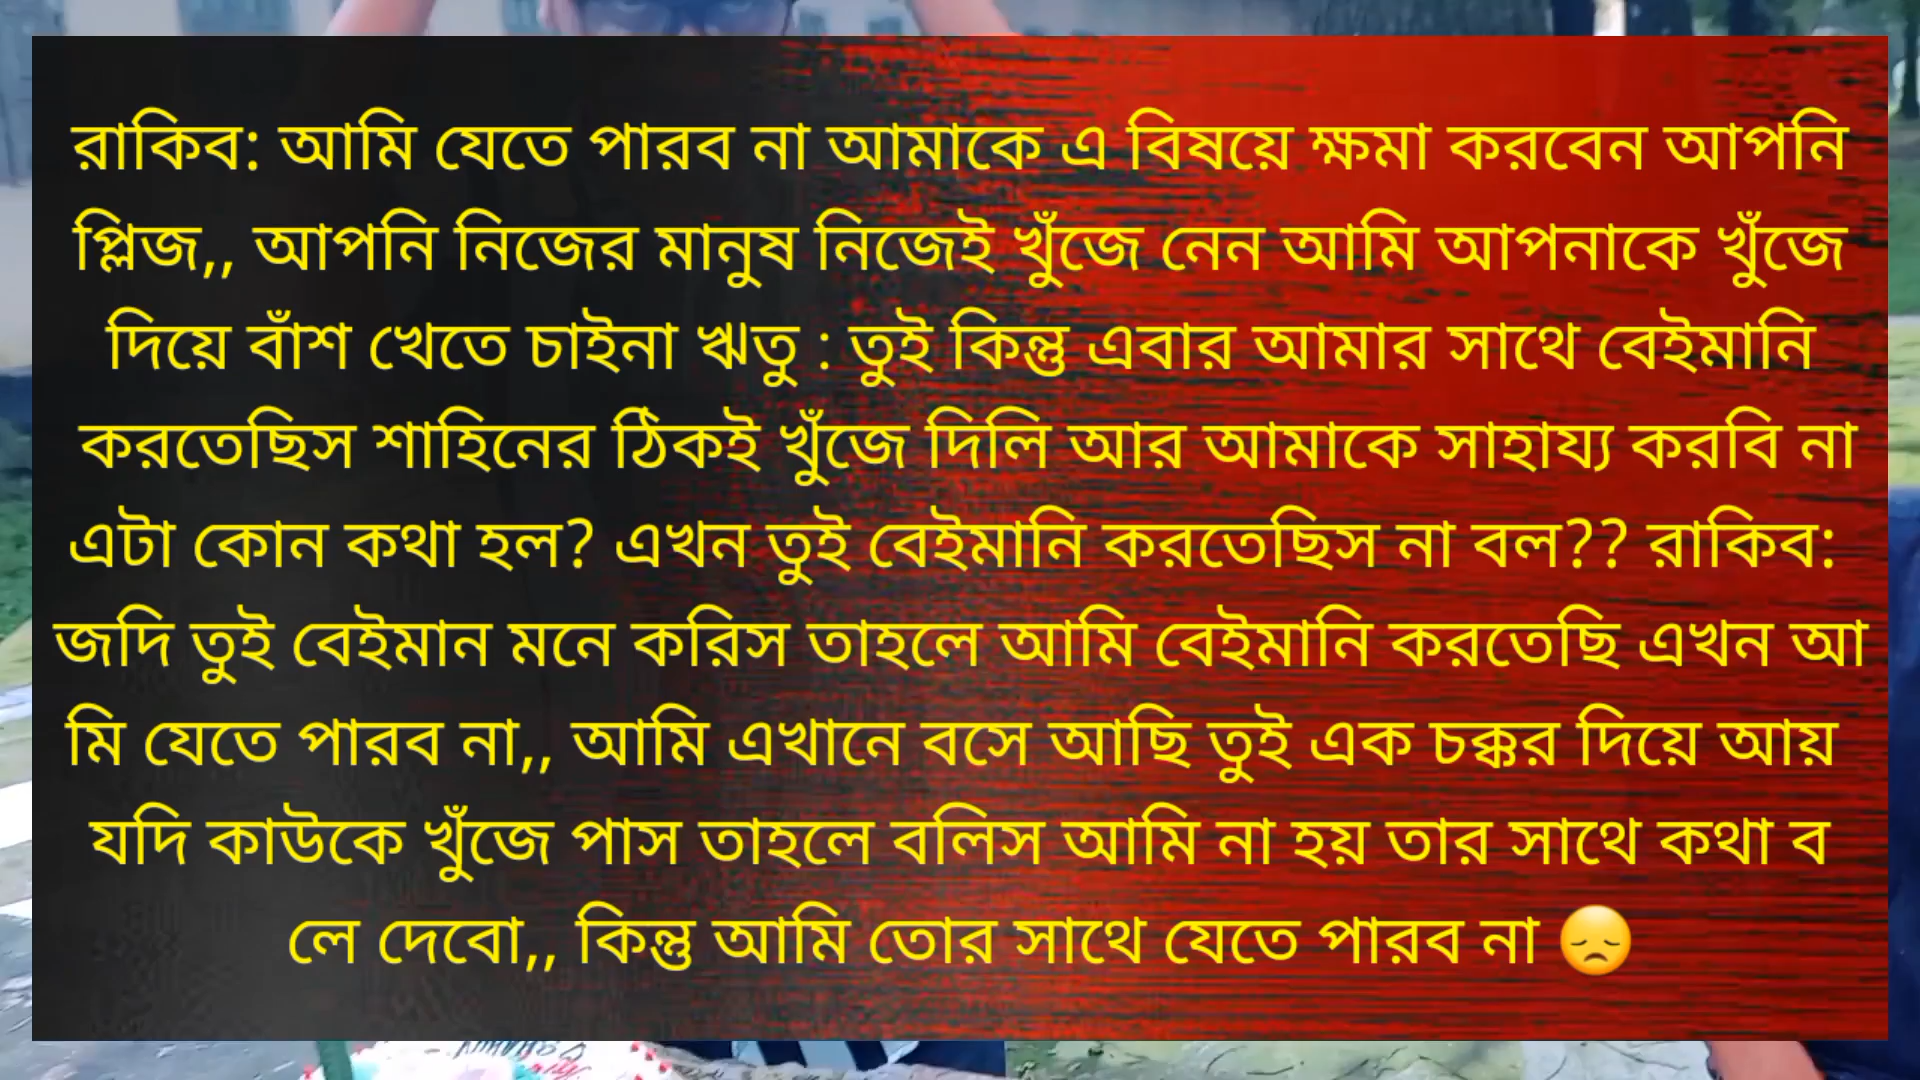 রাকিব: আমি যেতে পারব না আমাকে এ বিষয়ে ক্ষমা করবেন আপনি
প্লিজ,, আপনি নিজের মানুষ নিজেই খুঁজে নেন আমি আপনাকে খুঁজে
দিয়ে বাঁশ খেতে চাইনা ঋতু : তুই কিন্তু এবার আমার সাথে বেইমানি
করতেছিস শাহিনের ঠিকই খুঁজে দিলি আর আমাকে সাহায্য করবি না
এটা কোন কথা হল? এখন তুই বেইমানি করতেছিস না বল?? রাকিব:
জদি তুই বেইমান মনে করিস তাহলে আমি বেইমানি করতেছি এখন আ
মি যেতে পারব না,, আমি এখানে বসে আছি তুই এক চক্কর দিয়ে আয়
যদি কাউকে খুঁজে পাস তাহলে বলিস আমি না হয় তার সাথে কথা ব
লে দেবো,, কিন্তু আমি তোর সাথে যেতে পারব না 😞